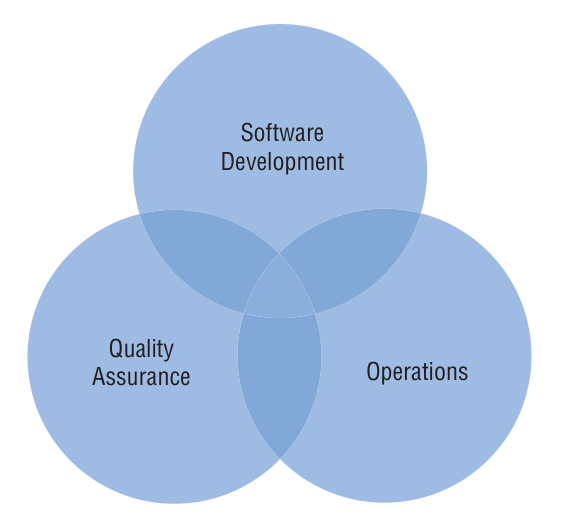 Software
Development
Quality
Assurance
Operations